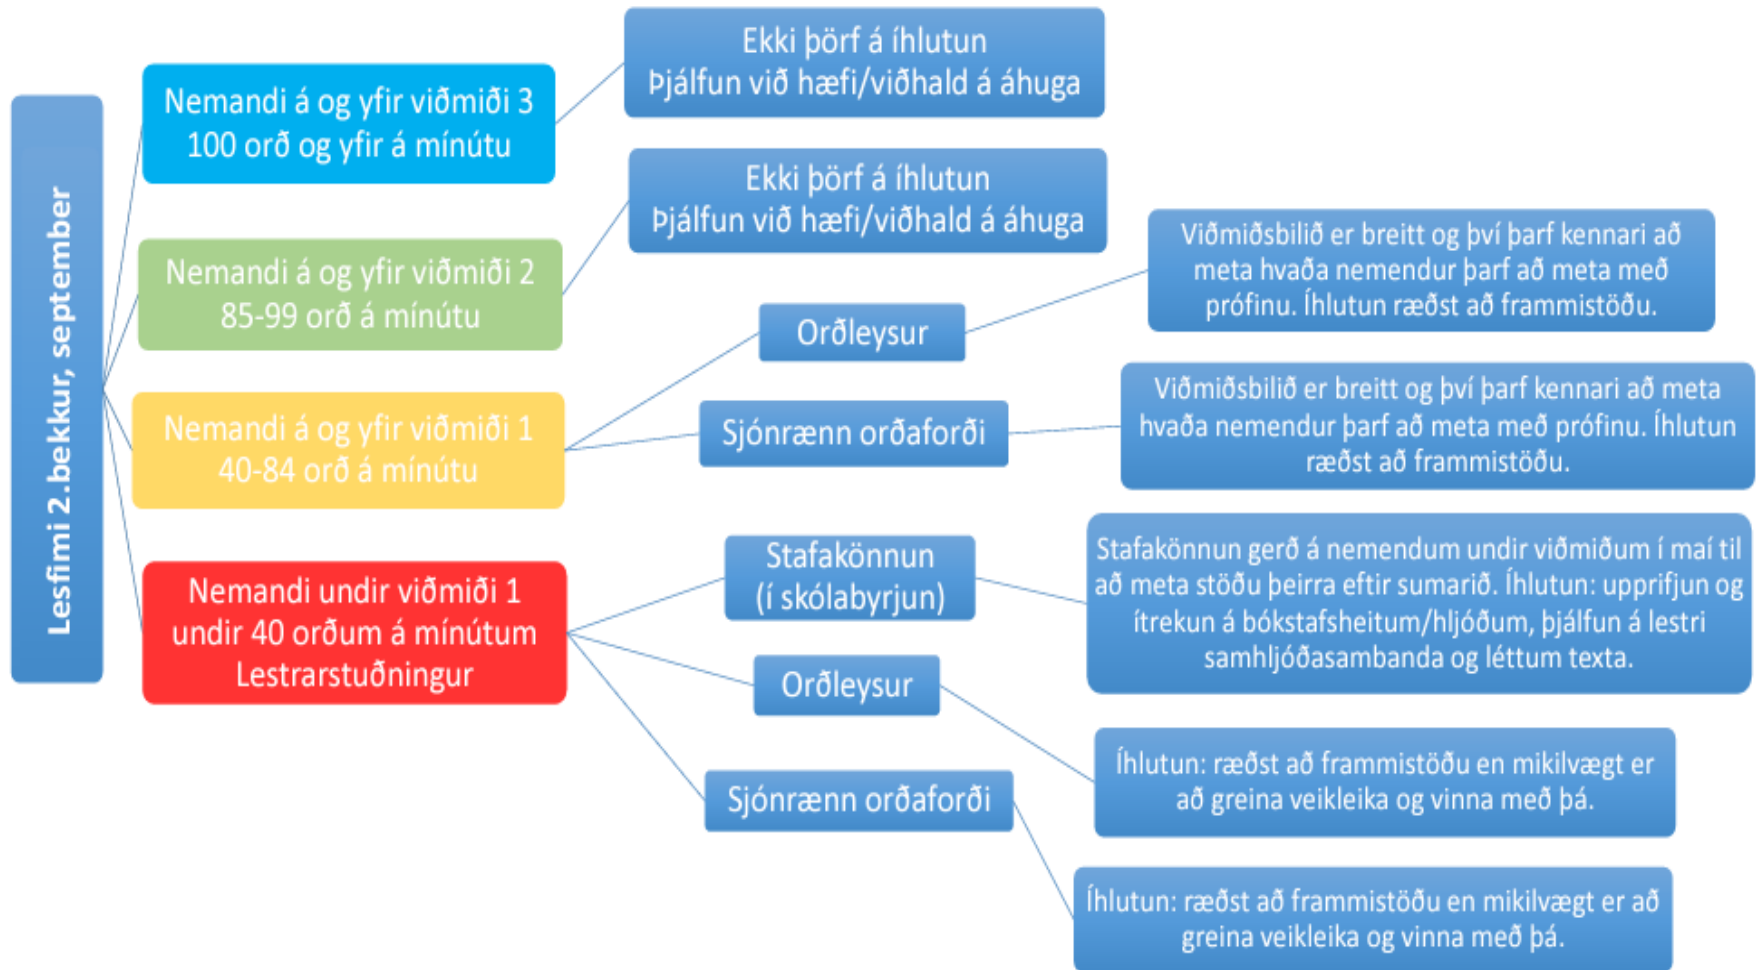 Lesfimi 2.bekkur, september
Nemandi á og yfir viðmiði 3
100 orð og yfir á mínútu
Ekki þörf á íhlutun
Þjálfun við hæfi/viðhald á áhuga
Nemandi á og yfir viðmiði 2
85-99 orð á mínútu
Ekki þörf á íhlutun
Þjálfun við hæfi/viðhald á áhuga
Nemandi á og yfir viðmiði 1
40-84 orð á mínútu
Orðleysur
Viðmiðsbilið er breitt og því þarf kennari að
meta hvaða nemendur þarf að meta með
prófinu. Íhlutun ræðst að frammistöðu.
Sjónrænn orðaforði
Viðmiðsbilið er breitt og því þarf kennari að meta
hvaða nemendur þarf að meta með prófinu. Íhlutun
ræðst að frammistöðu.
Nemandi undir viðmiði 1
undir 40 orðum á mínútum
Lestrarstuðningur
Stafakönnun
(í skólabyrjun)
Stafakönnun gerð á nemendum undir viðmiðum í maí til
að meta stöðu þeirra eftir sumarið. Íhlutun: upprifjun og
ítrekun á bókstafsheitum/hljóðum, þjálfun á lestri
samhljóðasambanda og léttum texta.
Orðleysur
Íhlutun: ræðst að frammistöðu en mikilvægt er
að greina veikleika og vinna með þá.
Sjónrænn orðaforði
Íhlutun: ræðst að frammistöðu en mikilvægt er að
greina veikleika og vinna með þá.